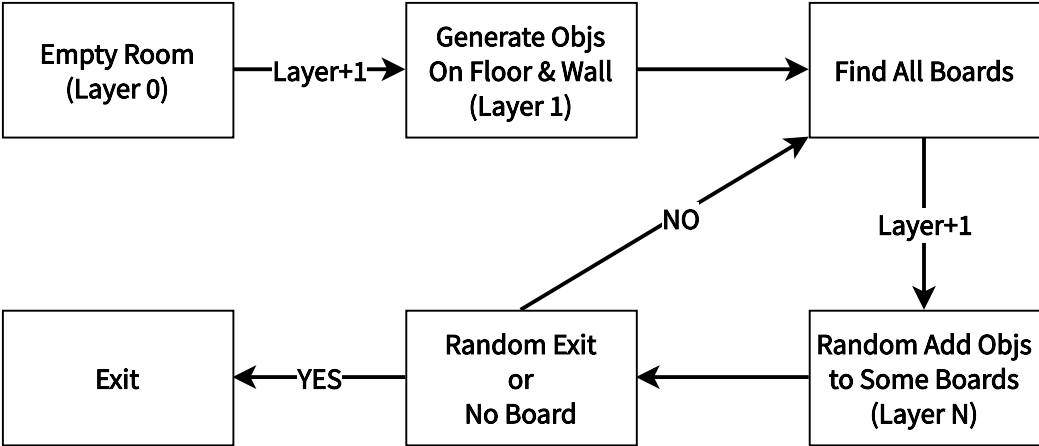 Empty Room
(Layer 0)
Layer+1
Generate Objs
On Floor & Wall
(Layer 1)
Find All Boards
NO
Layer+1
Exit
YES
Random Exit
or
No Board
Random Add Objs
to Some Boards
(Layer N)